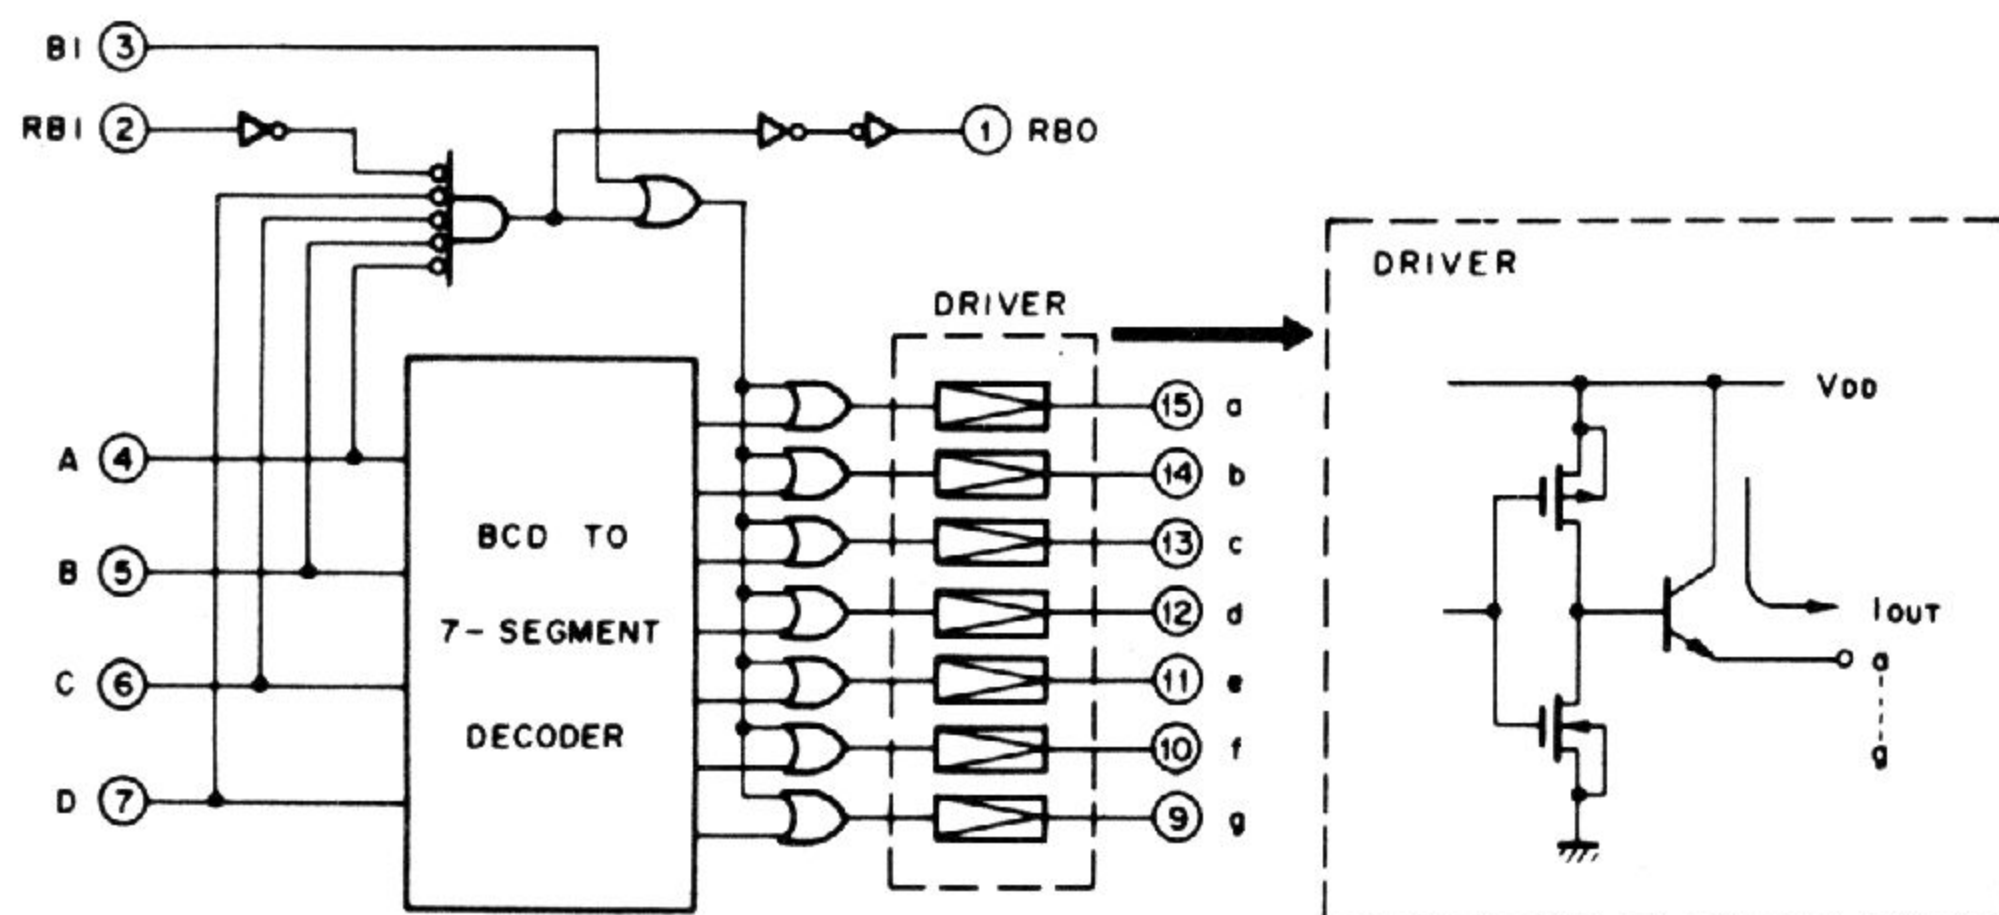 BI 3
RBI 2
1 RBO
DRIVER
DRIVER
15 a
VDD
A 4
14 b
BCD TO
13 c
B 5
12 d
IOUT
7-SEGMENT
a
C 6
11 e
DECODER
10 f
g
D 7
9 g